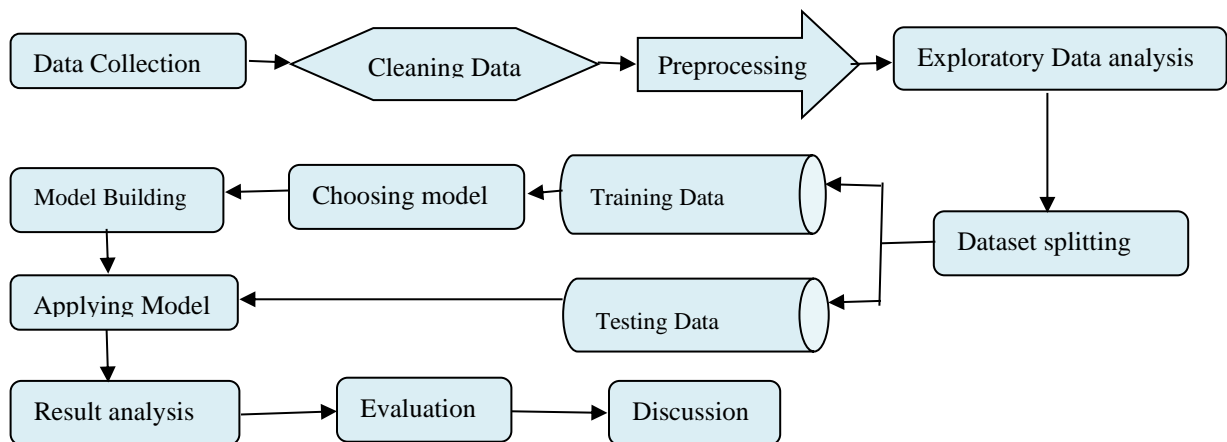 Data Collection
Cleaning Data
Preprocessing
Exploratory Data analysis
Model Building
Choosing model
Training Data
Dataset splitting
Applying Model
Testing Data
Result analysis
Evaluation
Discussion